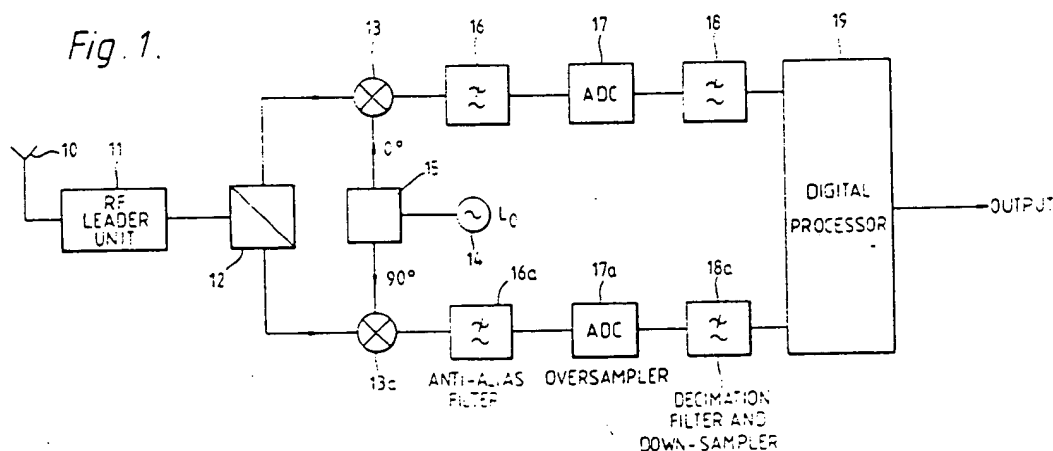 Fig. 1.
13
16
17
18
19
10
11
RF
LEADER
UNIT
12
0°
15
14
L0
90°
ADC
DIGITAL
PROCESSOR
OUTPUT
13a
16a
17a
18a
ADC
ANTI-ALIAS
FILTER
OVERSAMPLER
DECIMATION
FILTER AND
DOWN-SAMPLER